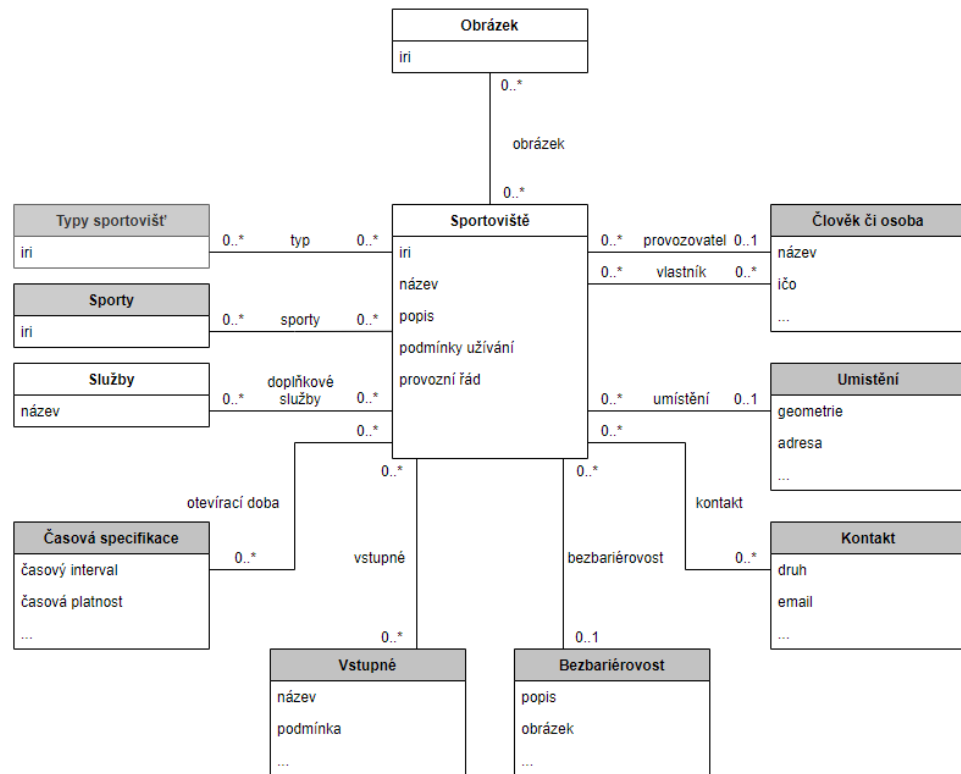 Obrázek
iri
0..*
obrázek
0..*
Typy sportovišť
iri
0..* typ 0..*
Sporty
iri
0..* sporty 0..*
Služby
název
doplňkové
0..* služby 0..*
Sportoviště
iri
název
popis
podmínky užívání
provozní řád
0..* provozovatel 0..1
0..* vlastník 0..*
Člověk či osoba
název
ičo
...
0..* umístění 0..1
Umistění
geometrie
adresa
...
0..*
otevírací doba
0..*
Časová specifikace
časový interval
časová platnost
...
0..*
vstupné
0..*
Vstupné
název
podmínka
...
0..*
bezbariérovost
0..1
Bezbariérovost
popis
obrázek
...
0..*
kontakt
0..*
Kontakt
druh
email
...